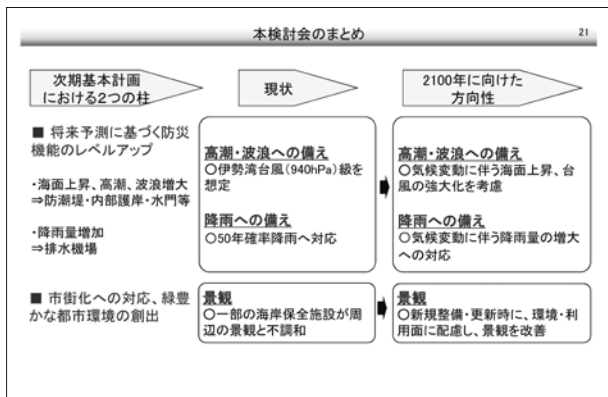 本検討会のまとめ
21
次期基本計画
における2つの柱
現状
2100年に向けた
方向性
■ 将来予測に基づく防災
機能のレベルアップ
・海面上昇、高潮、波浪増大
⇒防潮堤・内部護岸・水門等
・降雨量増加
⇒排水機場
高潮・波浪への備え
○伊勢湾台風(940hPa)級を
想定
降雨への備え
○50年確率降雨へ対応
高潮・波浪への備え
○気候変動に伴う海面上昇、台
風の強大化を考慮
降雨への備え
○気候変動に伴う降雨量の増大
への対応
■ 市街化への対応、緑豊
かな都市環境の創出
景観
○一部の海岸保全施設が周
辺の景観と不調和
景観
○新規整備・更新時に、環境・利
用面に配慮し、景観を改善